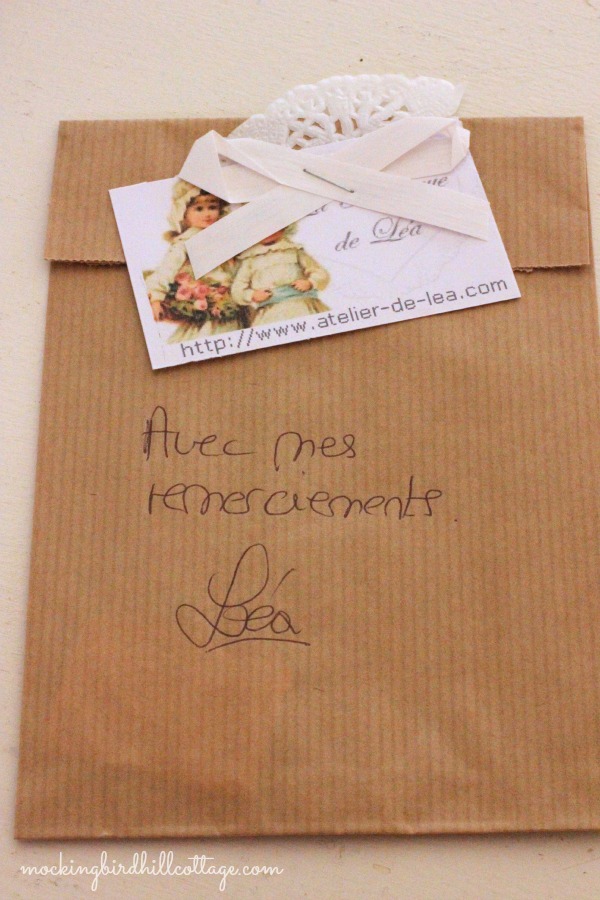 de Léa
http://www.atelier-de-lea.com
Avec mes
remerciements.
Léa
mockingbirdhillcottage.com